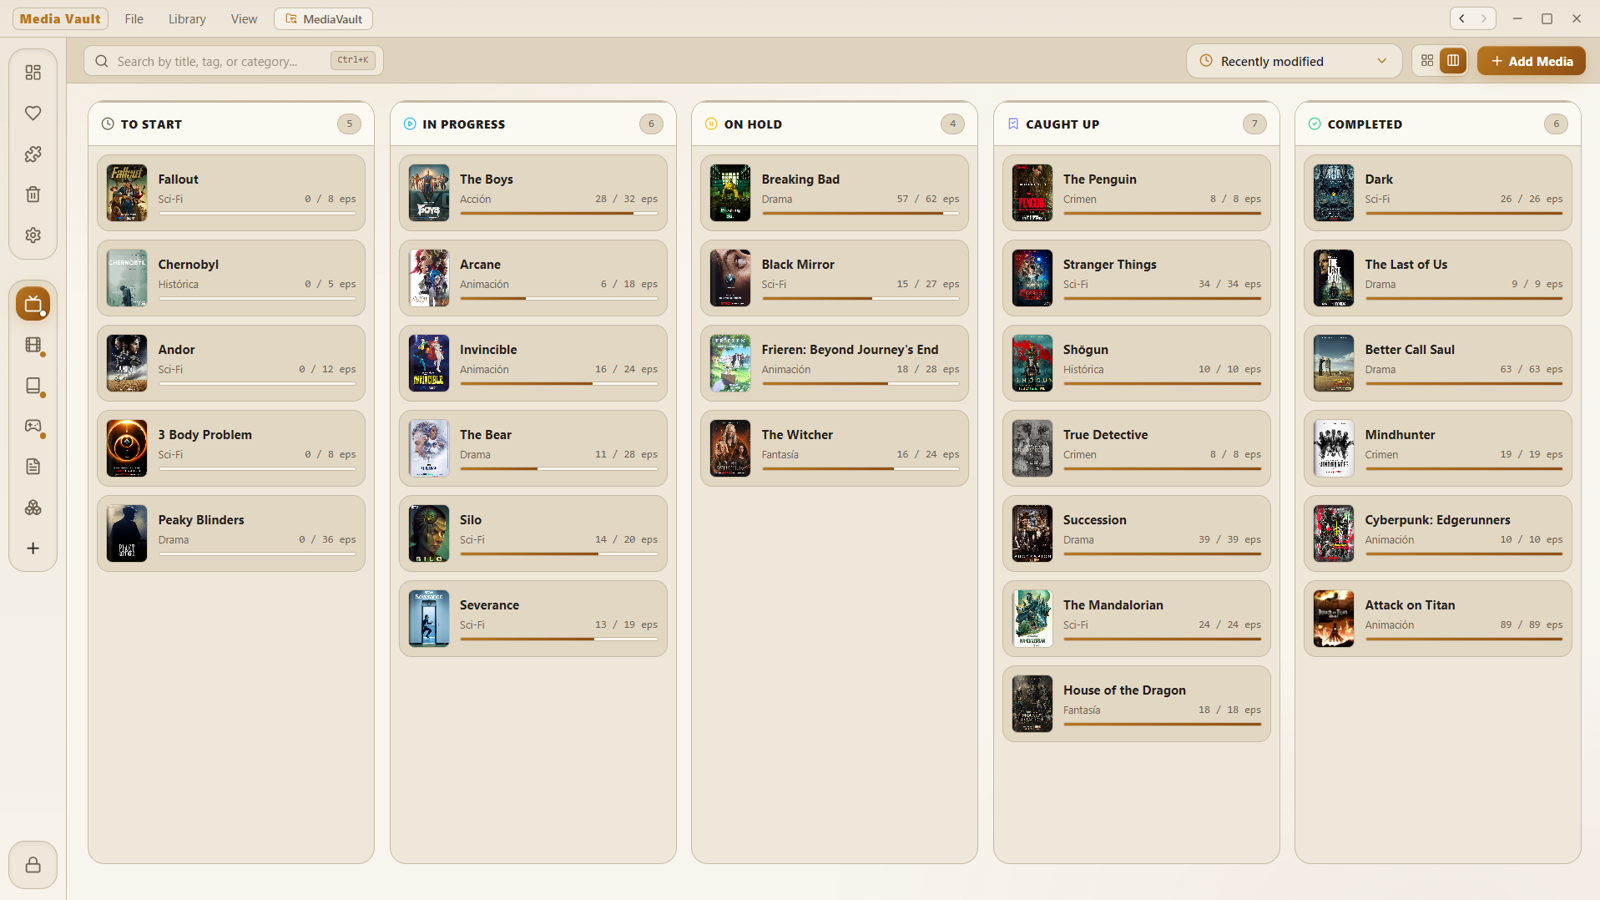 Media Vault
File
Library
View
MediaVault
Search by title, tag, or category...
Ctrl+K
Recently modified
Add Media
TO START
5
Fallout
Sci-Fi
0 / 8 eps
Chernobyl
Histórica
0 / 5 eps
Andor
Sci-Fi
0 / 12 eps
3 Body Problem
Sci-Fi
0 / 8 eps
Peaky Blinders
Drama
0 / 36 eps
IN PROGRESS
6
The Boys
Acción
28 / 32 eps
Arcane
Animación
6 / 18 eps
Invincible
Animación
16 / 24 eps
The Bear
Drama
11 / 28 eps
Silo
Sci-Fi
14 / 20 eps
Severance
Sci-Fi
13 / 19 eps
ON HOLD
4
Breaking Bad
Drama
57 / 62 eps
Black Mirror
Sci-Fi
15 / 27 eps
Frieren: Beyond Journey's End
Animación
18 / 28 eps
The Witcher
Fantasía
16 / 24 eps
CAUGHT UP
7
The Penguin
Crimen
8 / 8 eps
Stranger Things
Sci-Fi
34 / 34 eps
Shōgun
Histórica
10 / 10 eps
True Detective
Crimen
8 / 8 eps
Succession
Drama
39 / 39 eps
The Mandalorian
Sci-Fi
24 / 24 eps
House of the Dragon
Fantasía
18 / 18 eps
COMPLETED
6
Dark
Sci-Fi
26 / 26 eps
The Last of Us
Drama
9 / 9 eps
Better Call Saul
Drama
63 / 63 eps
Mindhunter
Crimen
19 / 19 eps
Cyberpunk: Edgerunners
Animación
10 / 10 eps
Attack on Titan
Animación
89 / 89 eps